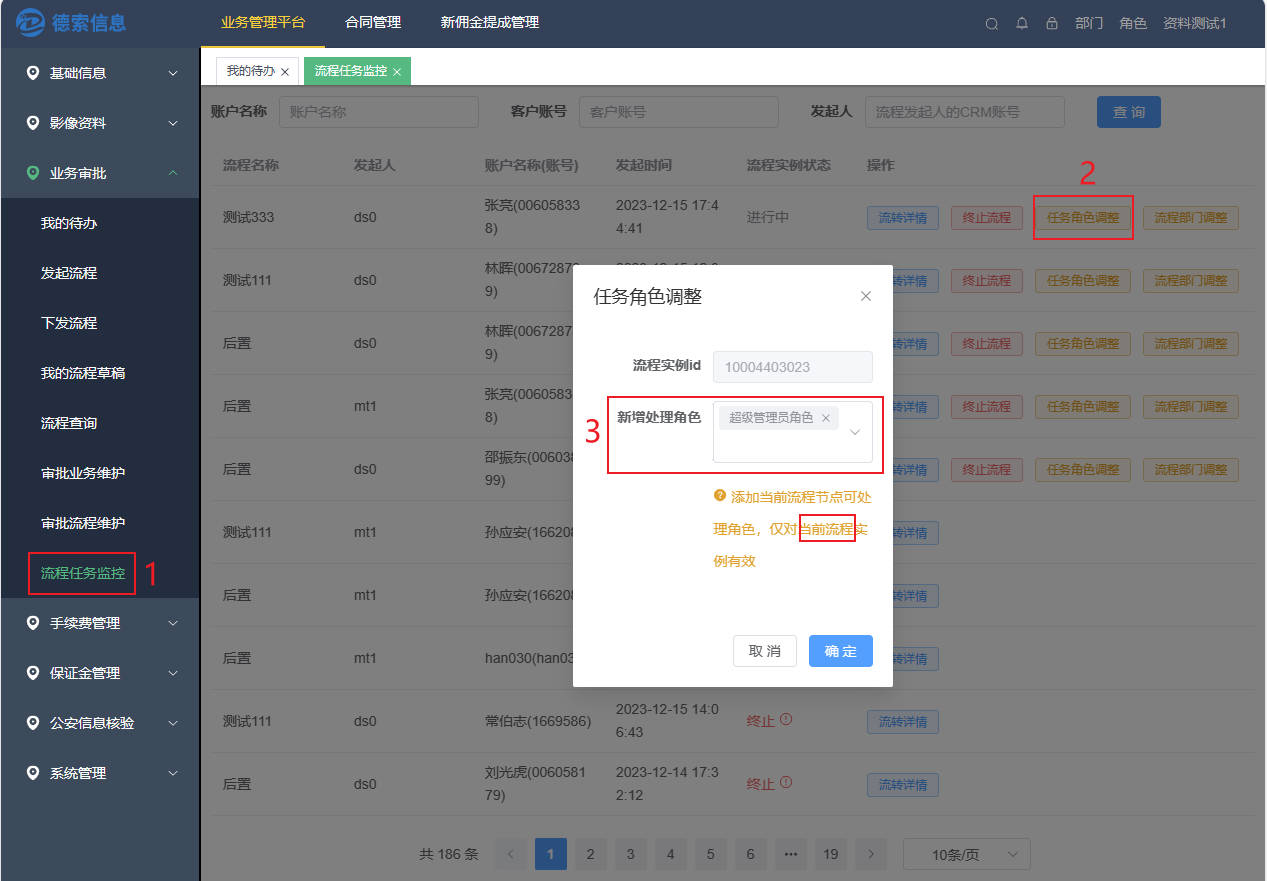 德索信息
业务管理平台 合同管理 新佣金提成管理
部门 角色 资料测试1
基础信息
影像资料
业务审批
我的待办
发起流程
下发流程
我的流程草稿
流程查询
审批业务维护
审批流程维护
流程任务监控 1
手续费管理
保证金管理
公安信息核验
系统管理
我的待办 × 流程任务监控 ×
账户名称 账户名称 客户账号 客户账号 发起人 流程发起人的CRM账号 查询
流程名称 发起人 账户名称(账号) 发起时间 流程实例状态 操作
2
测试333 ds0 张亮(00605833 2023-12-15 17:4 进行中 流转详情 终止流程 任务角色调整 流程部门调整
8) 4:41
测试111 ds0 林晖(0067287 转详情 终止流程 任务角色调整 流程部门调整
9)
后置 ds0 林晖(0067287 转详情 终止流程 任务角色调整 流程部门调整
9)
后置 mt1 张亮(0060583 转详情 终止流程 任务角色调整 流程部门调整
8)
后置 ds0 邵振东(00603 转详情 终止流程 任务角色调整 流程部门调整
99)
测试111 mt1 孙应安(16620 转详情
后置 mt1 孙应安(16620 转详情
后置 mt1 han030(han03 转详情
测试111 ds0 常伯志(1669586) 2023-12-15 14:0 终止 流转详情
6:43
后置 ds0 刘光虎(0060581 2023-12-14 17:3 终止 流转详情
79) 2:12
共 186 条 < 1 2 3 4 5 6 ••• 19 > 10条/页
任务角色调整 ×
流程实例id 10004403023
3 新增处理角色 超级管理员角色 ×
添加当前流程节点可处
理角色，仅对当前流程实
例有效
取消 确定